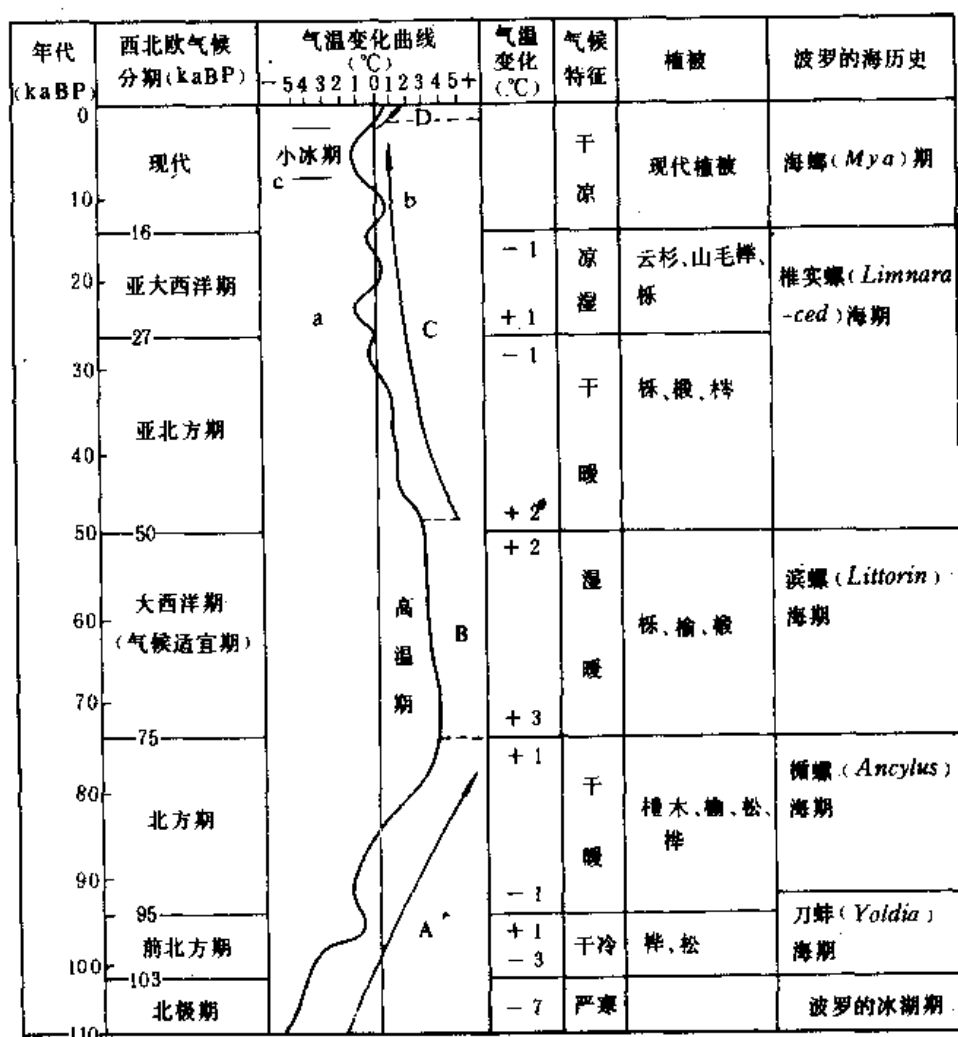 年代
(kaBP)
西北欧气候
分期(kaBP)
气温变化曲线
(℃)
-5 4 3 2 1 0 1 2 3 4 5 +
气温
变化
(℃)
气候
特征
植被
波罗的海历史
0
10
20
30
40
50
60
70
80
90
100
110
现代
16
亚大西洋期
27
亚北方期
50
大西洋期
(气候适宜期)
75
北方期
95
前北方期
103
北极期
小冰期
c
D
b
a
C
高温期
B
A
-1
+1
-1
+2
+2
+3
+1
-1
+1
-3
-7
干凉
凉湿
干暖
湿暖
干暖
干冷
严寒
现代植被
云杉、山毛榉、
栎
栎、椴、
栎、榆、椴
木、榆、松、
桦
桦、松
海螂(Mya)期
椎实螺(Limnara
-ced)海期
滨螺(Littorin)
海期
螺(Ancylus)
海期
刀蚌(Yoldia)
海期
波罗的冰湖期